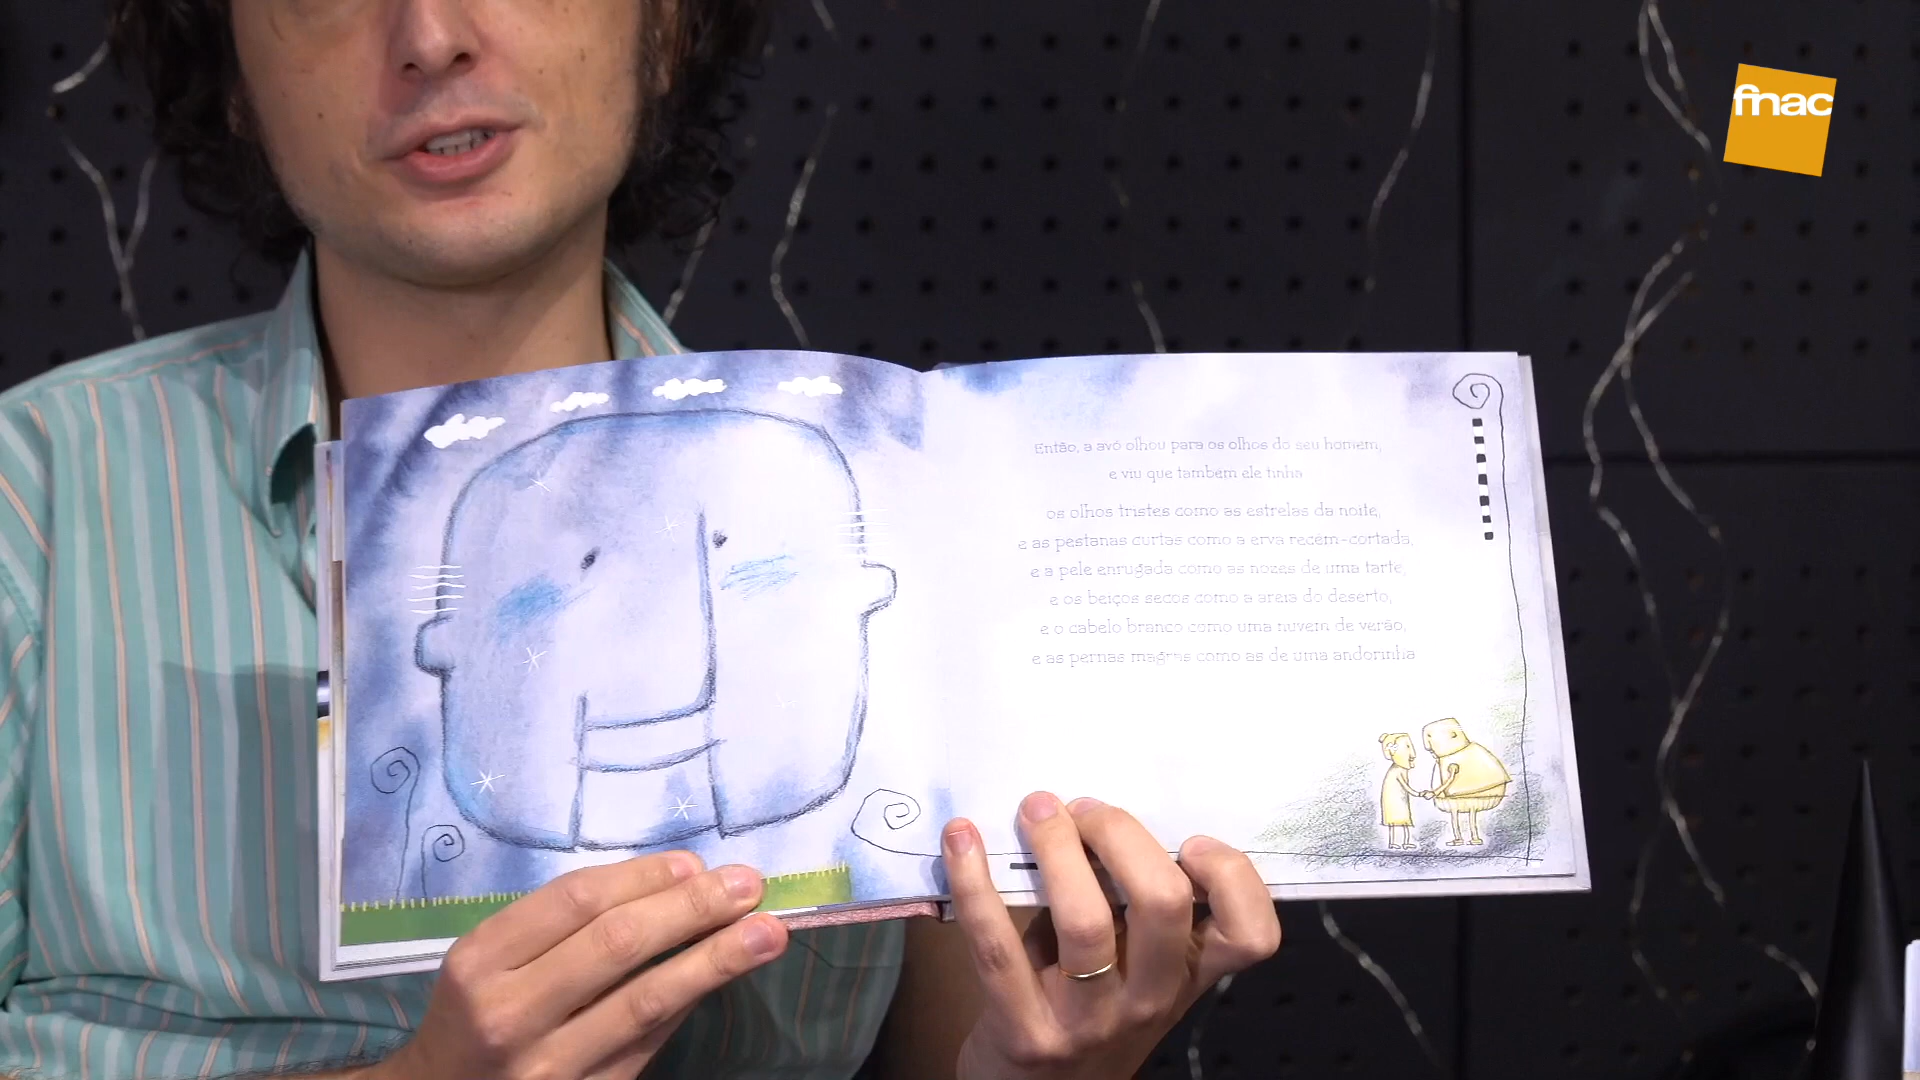 fnac
Então, a avó olhou para os olhos do seu homem,
e viu que também ele tinha
os olhos tristes como as estrelas da noite,
e as pestanas curtas como a erva recém-cortada,
e a pele enrugada como as nozes de uma tarte,
e os beiços secos como a areia do deserto,
e o cabelo branco como uma nuvem de verão,
e as pernas magras como as de uma andorinha